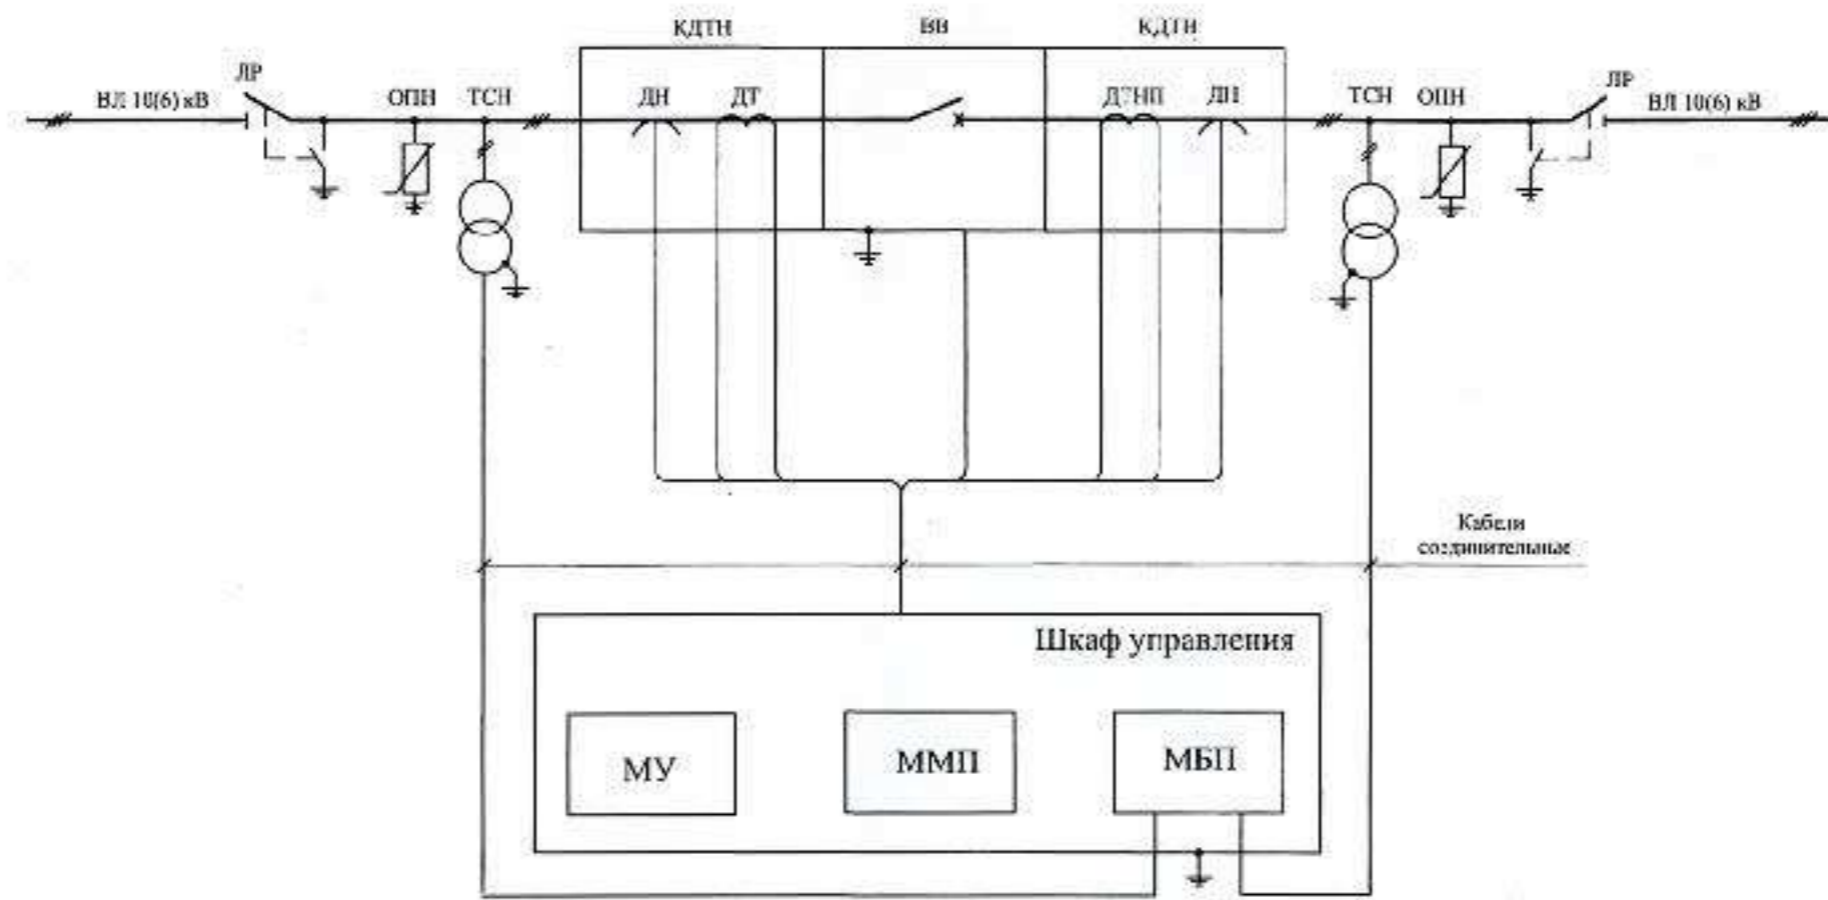 КДТН
ВВ
КДТН
ЛР
ВЛ 10(6) кВ
ОПН
ТСН
ДН
ДТ
ДТНП
ДН
ТСН
ОПН
ЛР
ВЛ 10(6) кВ
Кабели
соединительные
Шкаф управления
МУ
ММП
МБП